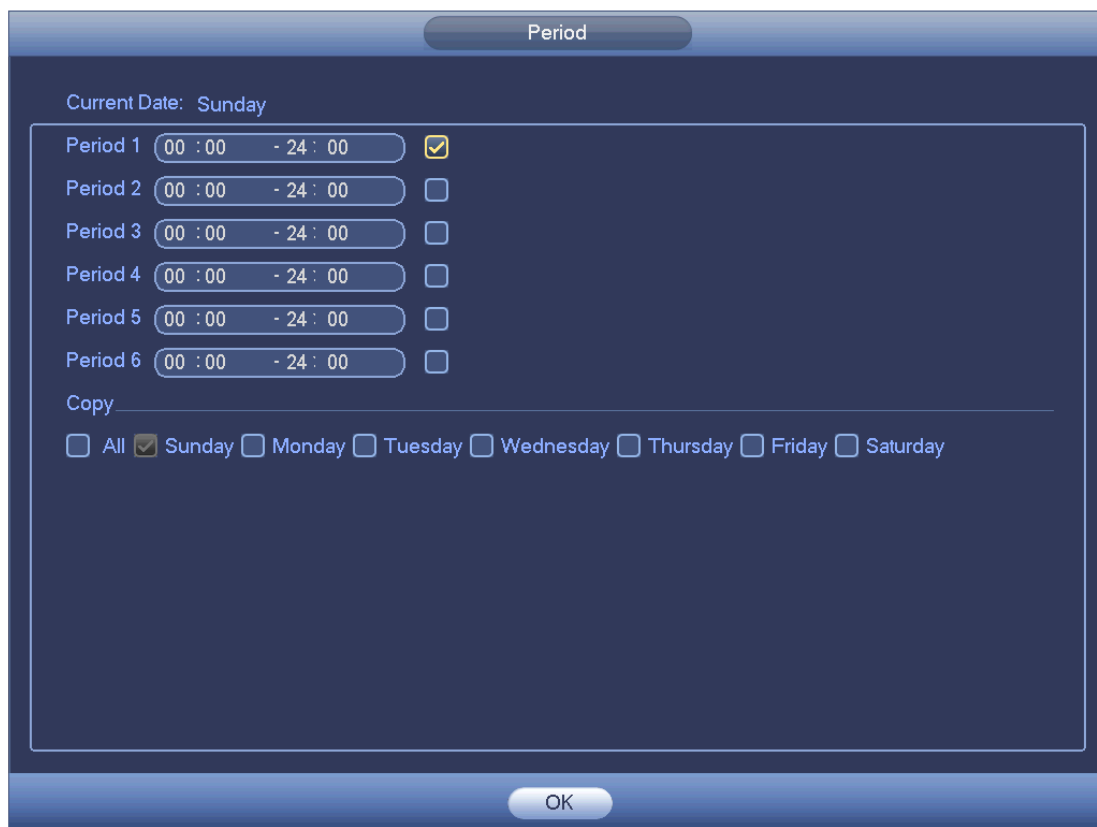 Period
Current Date: Sunday
Period 1 00 :00 - 24 : 00
Period 2 00 :00 - 24 : 00
Period 3 00 :00 - 24 : 00
Period 4 00 :00 - 24 : 00
Period 5 00 :00 - 24 : 00
Period 6 00 :00 - 24 : 00
Copy
All Sunday Monday Tuesday Wednesday Thursday Friday Saturday
OK